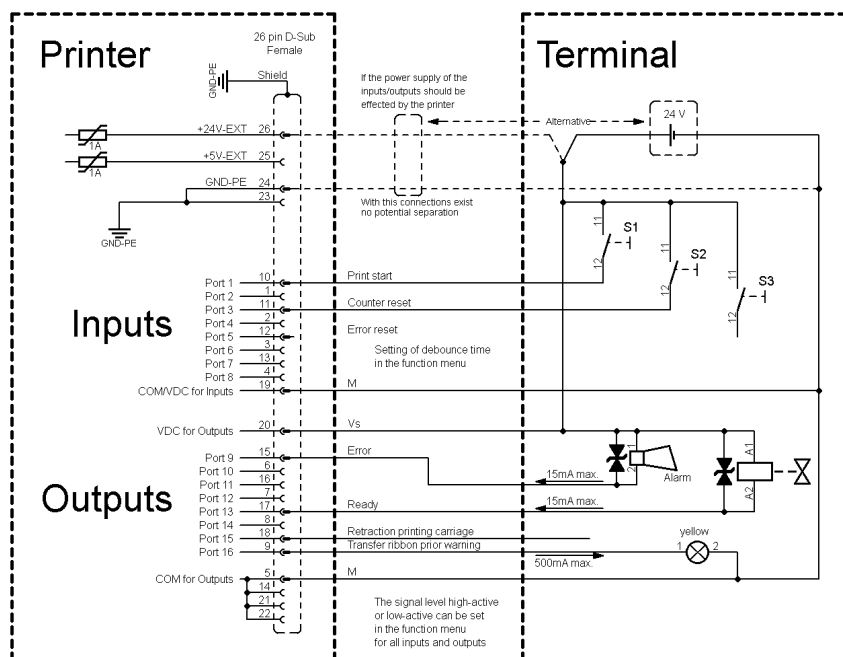 Printer
26 pin D-Sub
Female
Terminal
GND-PE
Shield
If the power supply of the
inputs/outputs should be
effected by the printer
24 V
Alternative
+24V-EXT 26
1A
+5V-EXT 25
1A
GND-PE 24
23
With this connections exist
no potential separation
GND-PE
11
S1
12
11
S2
12
11
S3
12
Inputs
Port 1 10 Print start
Port 2 1
Port 3 11 Counter reset
Port 4 2
Port 5 12 Error reset
Port 6 3
Port 7 13
Port 8 4
Setting of debounce time
in the function menu
COM/VDC for Inputs 19 M
VDC for Outputs 20 Vs
Outputs
Port 9 15 Error
Port 10 6
Port 11 16
Port 12 7
Port 13 17 Ready
Port 14 8
Port 15 18 Retraction printing carriage
Port 16 9 Transfer ribbon prior warning
1
2
Alarm
A1
A2
15mA max.
15mA max.
yellow
1 2
500mA max.
COM for Outputs 5 M
14
21
22
The signal level high-active
or low-active can be set
in the function menu
for all inputs and outputs